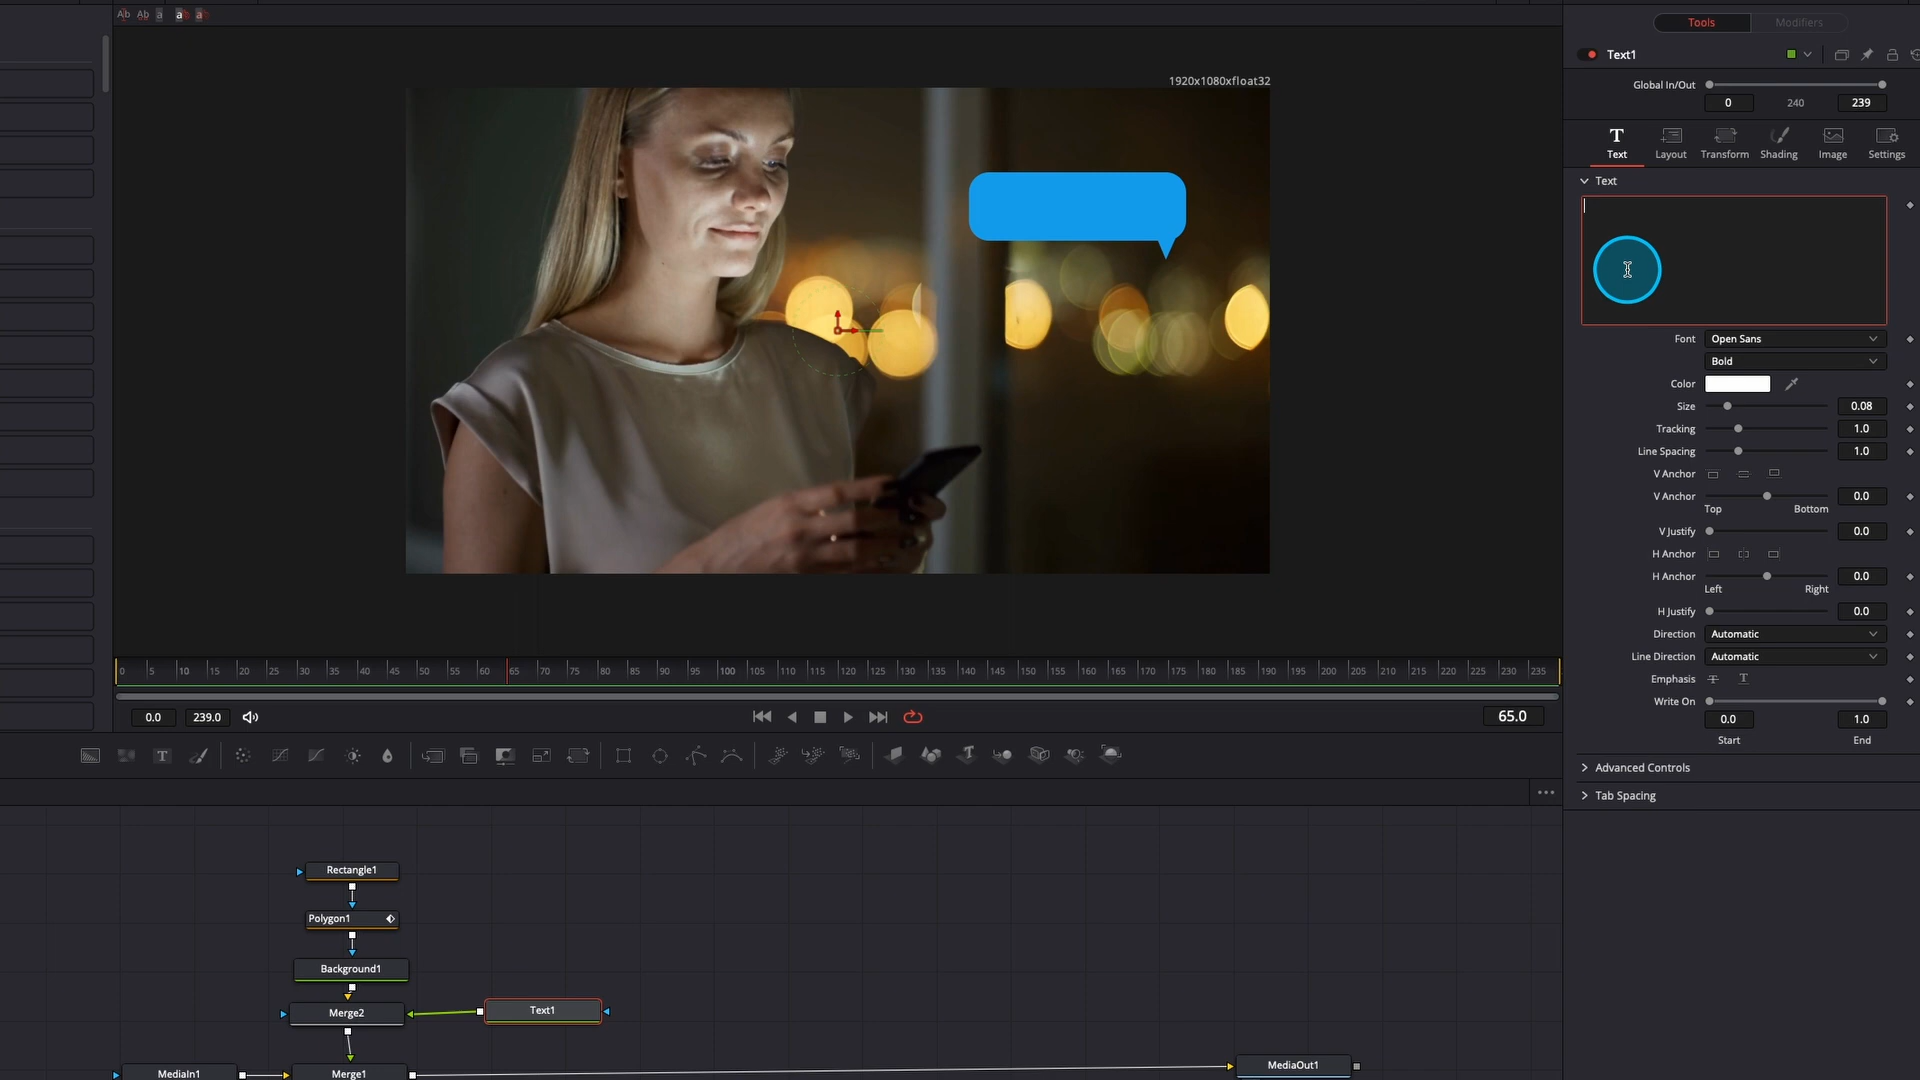 Ab Ab a a a
Tools Modifiers
Text1
1920x1080xfloat32
Global In/Out
0 240 239
T
Text Layout Transform Shading Image Settings
Text
Font Open Sans
Bold
Color
Size 0.08
Tracking 1.0
Line Spacing 1.0
V Anchor
V Anchor 0.0
Top Bottom
V Justify 0.0
H Anchor
H Anchor 0.0
Left Right
H Justify 0.0
Direction Automatic
Line Direction Automatic
Emphasis T T
Write On
0.0 1.0
Start End
Advanced Controls
Tab Spacing
0 5 10 15 20 25 30 35 40 45 50 55 60 65 70 75 80 85 90 95 100 105 110 115 120 125 130 135 140 145 150 155 160 165 170 175 180 185 190 195 200 205 210 215 220 225 230 235
0.0 239.0 65.0
T T
Rectangle1
Polygon1
Background1
Merge2 Text1
MediaIn1 Merge1 MediaOut1